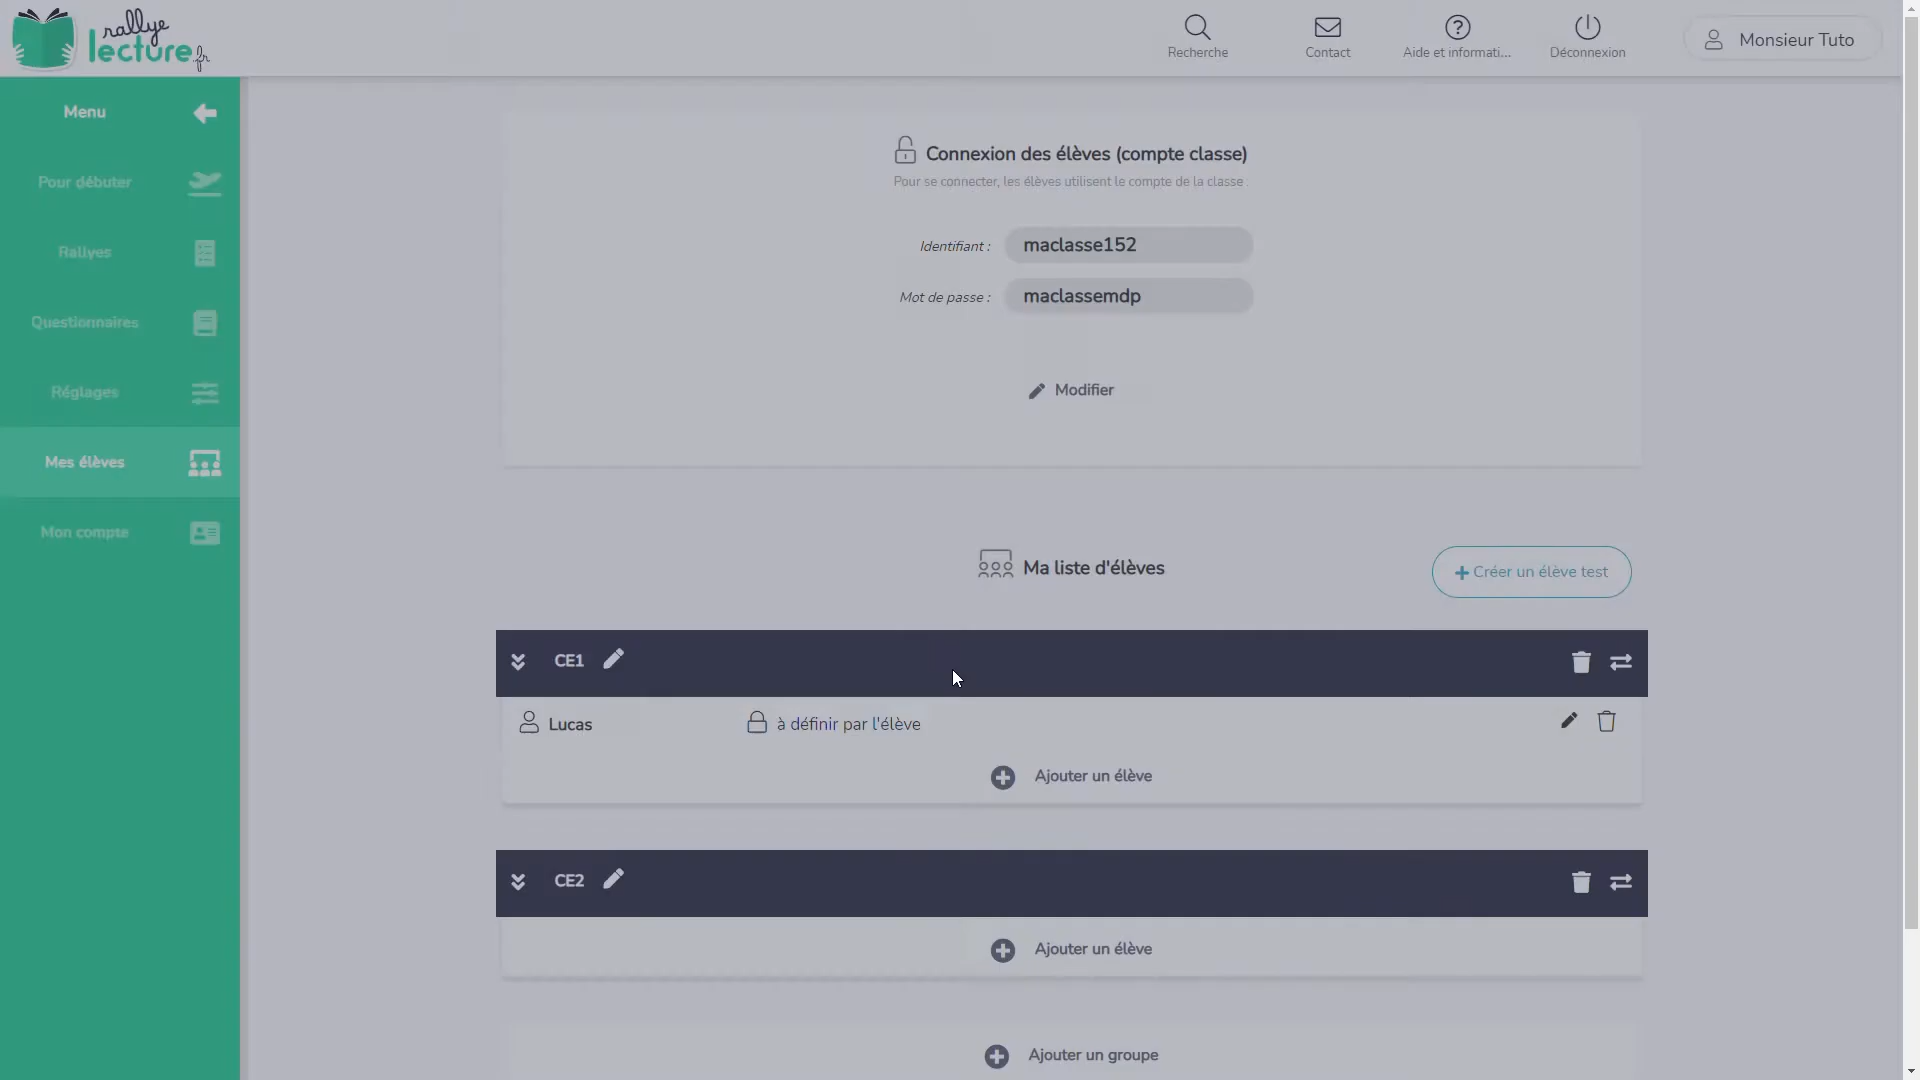 rallye
lecture.fr
Recherche
Contact
Aide et informati...
Déconnexion
Monsieur Tuto
Menu
Pour débuter
Rallyes
Questionnaires
Réglages
Mes élèves
Mon compte
Connexion des élèves (compte classe)
Pour se connecter, les élèves utilisent le compte de la classe :
Identifiant : maclasse152
Mot de passe : maclassemdp
Modifier
Ma liste d'élèves
Créer un élève test
CE1
Lucas à définir par l'élève
Ajouter un élève
CE2
Ajouter un élève
Ajouter un groupe